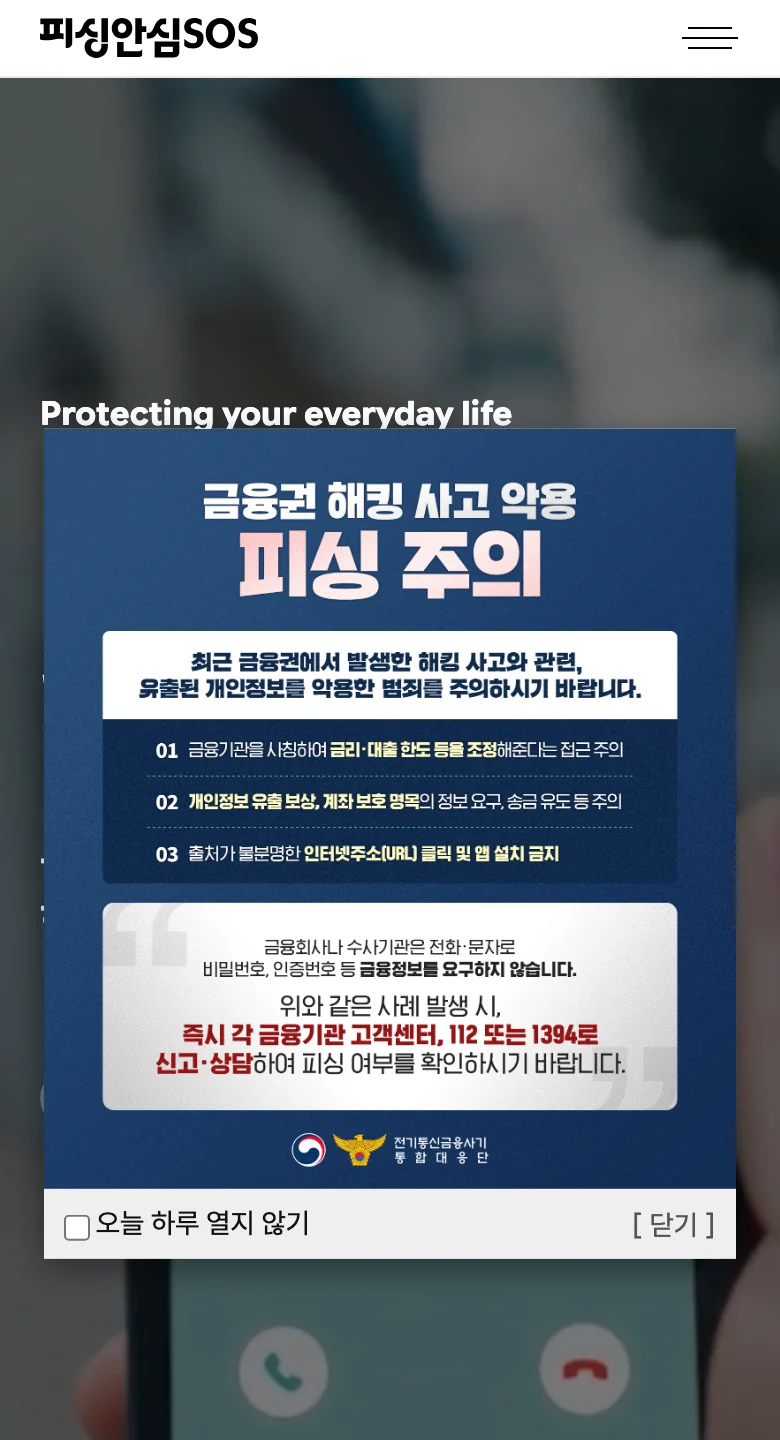 피싱안심SOS
Protecting your everyday life
금융권 해킹 사고 악용
피싱 주의
최근 금융권에서 발생한 해킹 사고와 관련,
유출된 개인정보를 악용한 범죄를 주의하시기 바랍니다.
01 금융기관을 사칭하여 금리·대출 한도 등을 조정해준다는 접근 주의
02 개인정보 유출 보상, 계좌 보호 명목의 정보 요구, 송금 유도 등 주의
03 출처가 불분명한 인터넷주소(URL) 클릭 및 앱 설치 금지
금융회사나 수사기관은 전화·문자로
비밀번호, 인증번호 등 금융정보를 요구하지 않습니다.
위와 같은 사례 발생 시,
즉시 각 금융기관 고객센터, 112 또는 1394로
신고·상담하여 피싱 여부를 확인하시기 바랍니다.
전기통신금융사기
통합대응단
오늘 하루 열지 않기
[ 닫기 ]